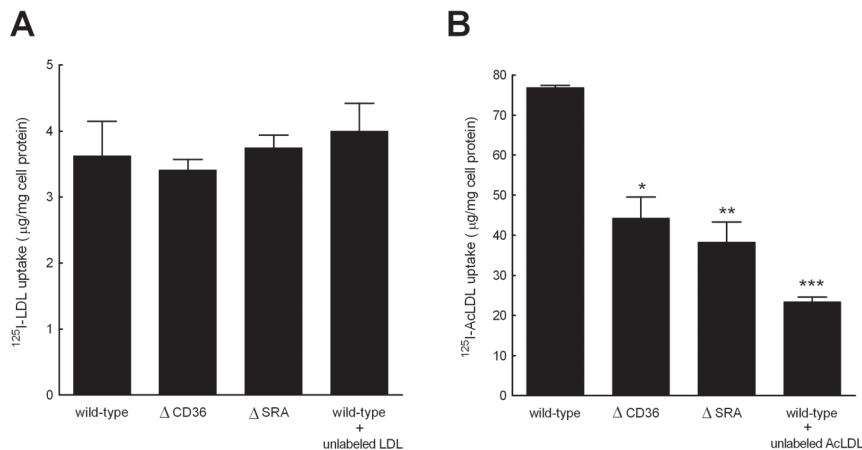 A
5
4
3
2
1
0
¹²⁵I-LDL uptake ( μg/mg cell protein)
wild-type
Δ CD36
Δ SRA
wild-type
+
unlabeled LDL
B
80
70
60
50
40
30
20
10
0
¹²⁵I-AcLDL uptake ( μg/mg cell protein)
*
**
***
wild-type
Δ CD36
Δ SRA
wild-type
+
unlabeled AcLDL